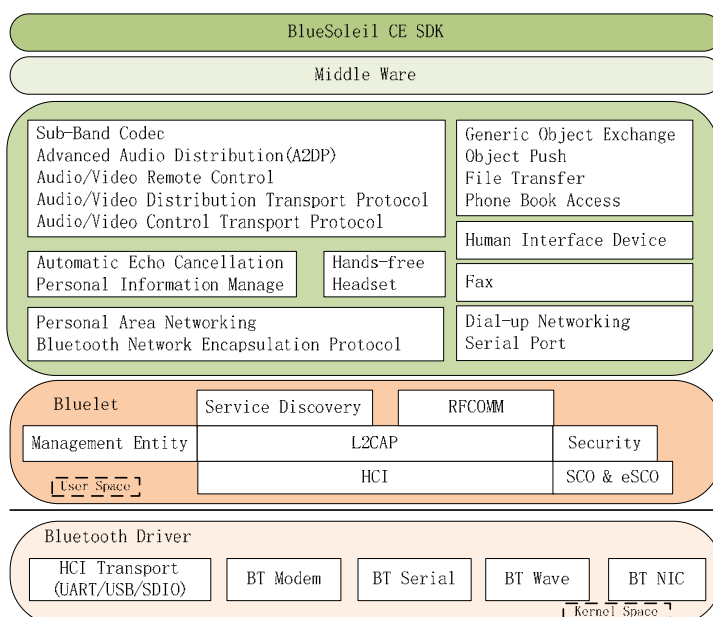 BlueSoleil CE SDK
Middle Ware
Sub-Band Codec
Advanced Audio Distribution(A2DP)
Audio/Video Remote Control
Audio/Video Distribution Transport Protocol
Audio/Video Control Transport Protocol
Generic Object Exchange
Object Push
File Transfer
Phone Book Access
Human Interface Device
Automatic Echo Cancellation
Personal Information Manage
Hands-free
Headset
Fax
Personal Area Networking
Bluetooth Network Encapsulation Protocol
Dial-up Networking
Serial Port
Bluelet
Service Discovery
RFCOMM
Management Entity
L2CAP
Security
HCI
SCO & eSCO
User Space
Bluetooth Driver
HCI Transport
(UART/USB/SDIO)
BT Modem
BT Serial
BT Wave
BT NIC
Kernel Space